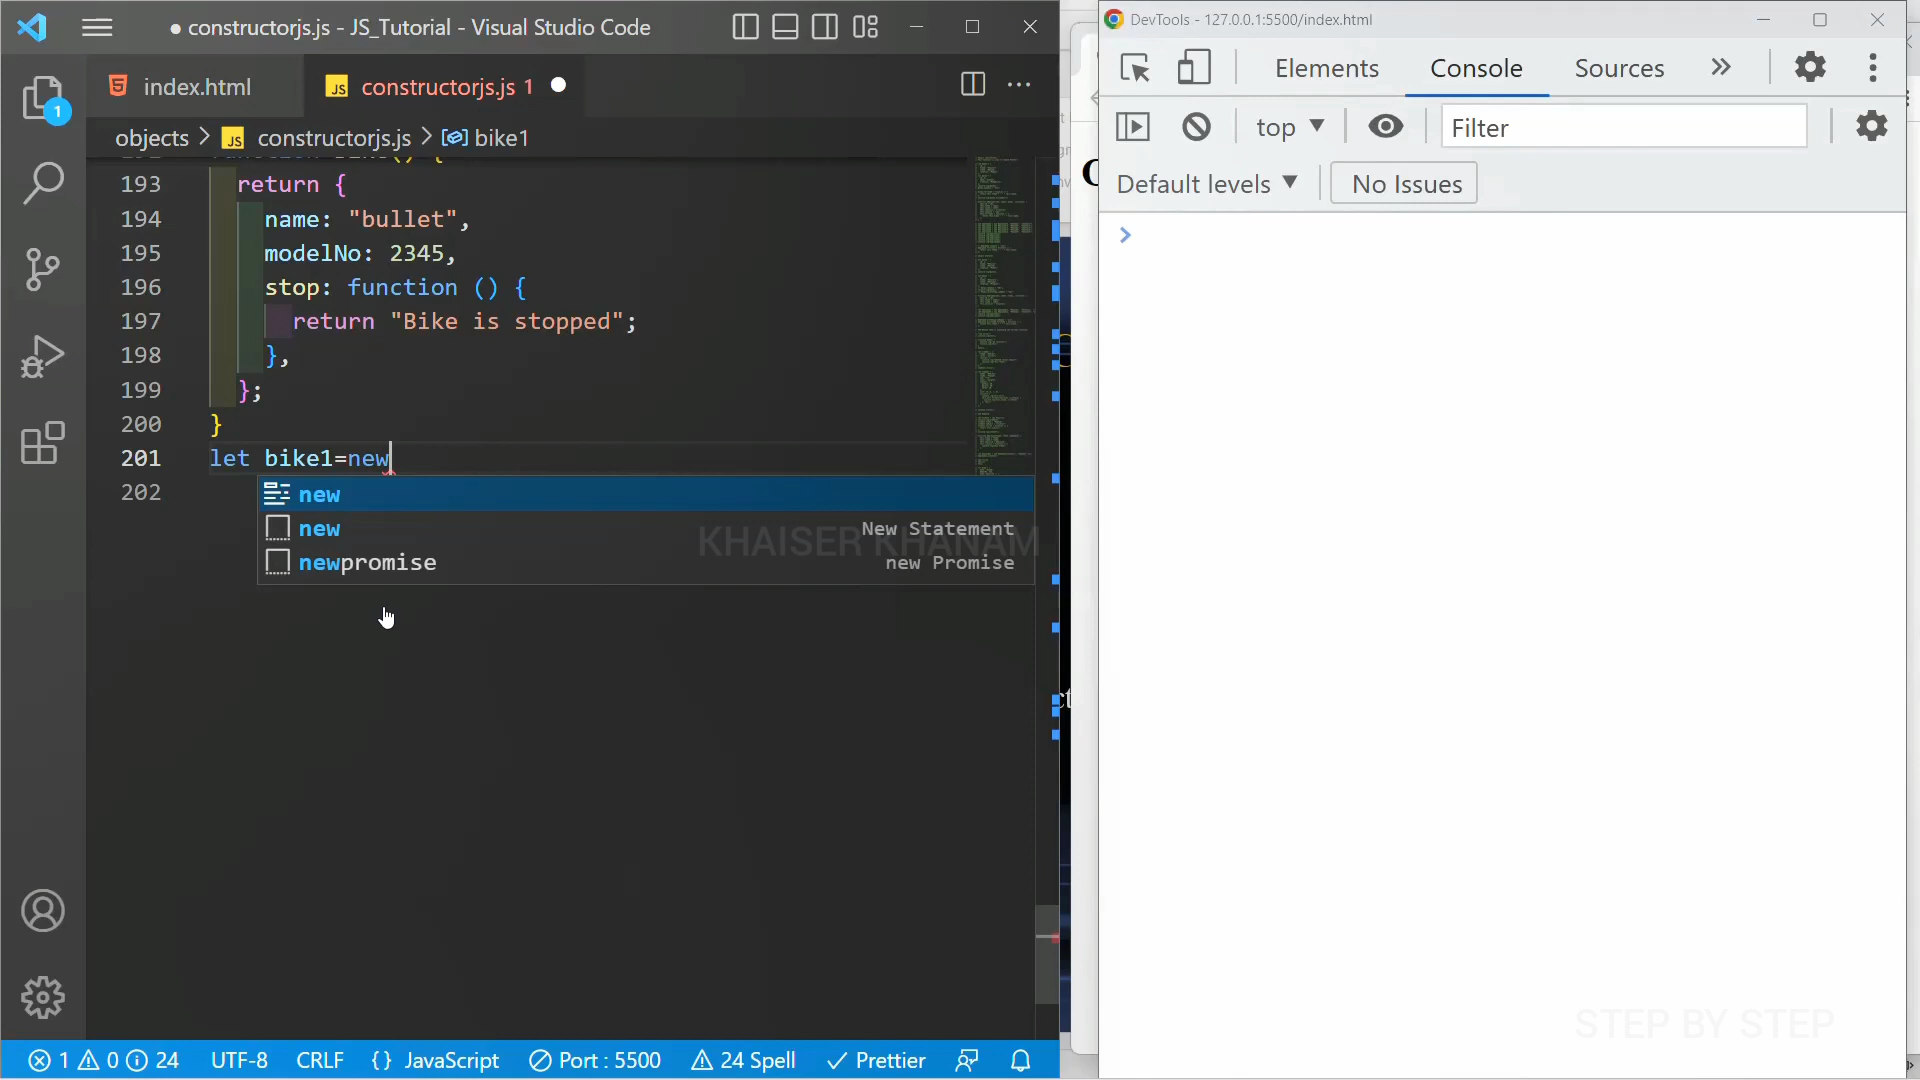 constructorjs.js - JS_Tutorial - Visual Studio Code
index.html
JS constructorjs.js 1
objects > JS constructorjs.js > bike1
193 return {
194 name: "bullet",
195 modelNo: 2345,
196 stop: function () {
197 return "Bike is stopped";
198 },
199 };
200 }
201 let bike1=new
202
new
new New Statement
newpromise new Promise
KHAISER KHANAM
1 0 24 UTF-8 CRLF {} JavaScript Port : 5500 24 Spell Prettier
DevTools - 127.0.0.1:5500/index.html
Elements Console Sources
top Filter
Default levels No Issues
STEP BY STEP